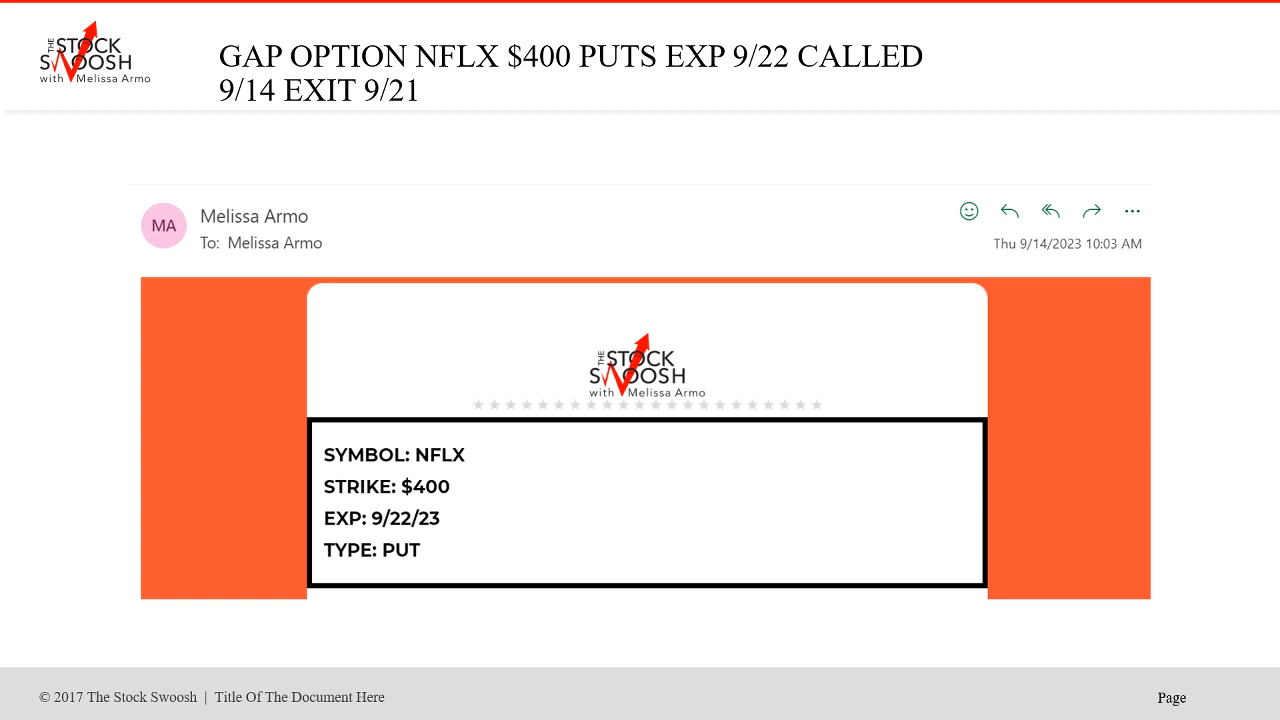 THE STOCK
SWOOSH
with Melissa Armo
GAP OPTION NFLX $400 PUTS EXP 9/22 CALLED
9/14 EXIT 9/21
MA
Melissa Armo
To: Melissa Armo
Thu 9/14/2023 10:03 AM
THE STOCK
SWOOSH
with Melissa Armo
SYMBOL: NFLX
STRIKE: $400
EXP: 9/22/23
TYPE: PUT
© 2017 The Stock Swoosh | Title Of The Document Here
Page